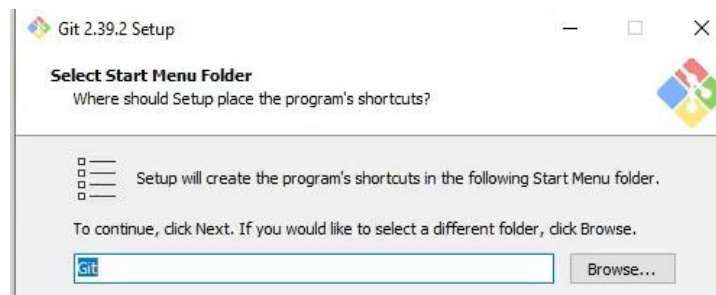 Git 2.39.2 Setup
Select Start Menu Folder
Where should Setup place the program's shortcuts?
Setup will create the program's shortcuts in the following Start Menu folder.
To continue, click Next. If you would like to select a different folder, click Browse.
Git
Browse...